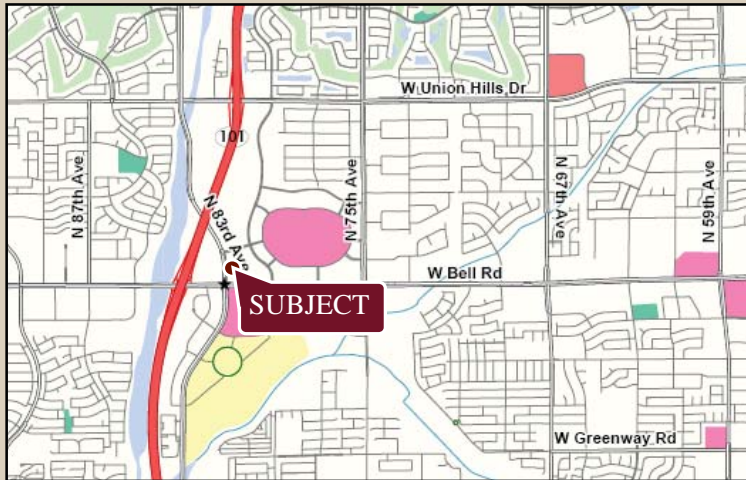 W Union Hills Dr
101
N 87th Ave
N 83rd Ave
N 75th Ave
N 67th Ave
N 59th Ave
W Bell Rd
SUBJECT
W Greenway Rd